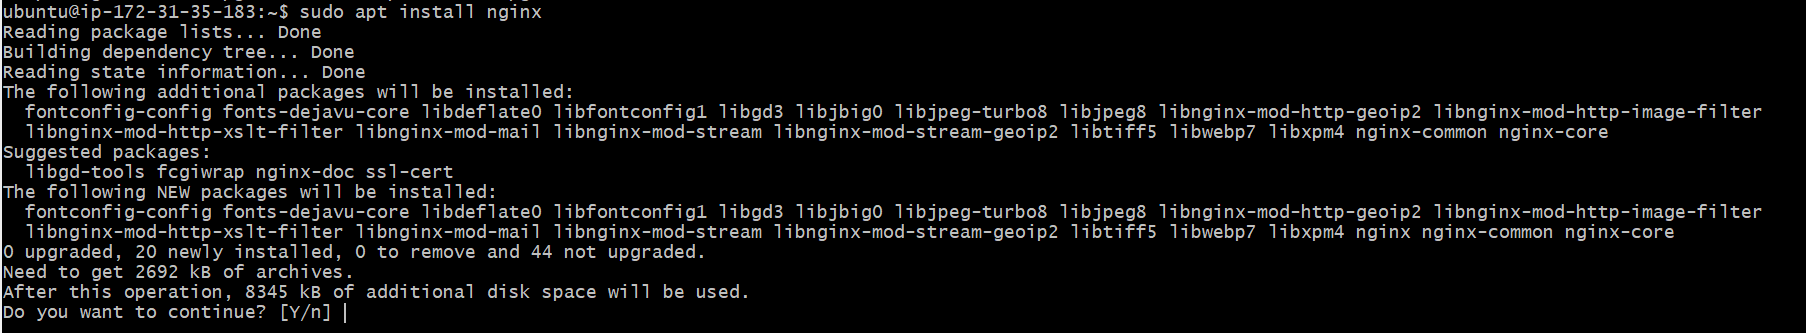 ubuntu@ip-172-31-35-183:~$ sudo apt install nginx
Reading package lists... Done
Building dependency tree... Done
Reading state information... Done
The following additional packages will be installed:
  fontconfig-config fonts-dejavu-core libdeflate0 libfontconfig1 libgd3 libjbig0 libjpeg-turbo8 libjpeg8 libnginx-mod-http-geoip2 libnginx-mod-http-image-filter
  libnginx-mod-http-xslt-filter libnginx-mod-mail libnginx-mod-stream libnginx-mod-stream-geoip2 libtiff5 libwebp7 libxpm4 nginx-common nginx-core
Suggested packages:
  libgd-tools fcgiwrap nginx-doc ssl-cert
The following NEW packages will be installed:
  fontconfig-config fonts-dejavu-core libdeflate0 libfontconfig1 libgd3 libjbig0 libjpeg-turbo8 libjpeg8 libnginx-mod-http-geoip2 libnginx-mod-http-image-filter
  libnginx-mod-http-xslt-filter libnginx-mod-mail libnginx-mod-stream libnginx-mod-stream-geoip2 libtiff5 libwebp7 libxpm4 nginx nginx-common nginx-core
0 upgraded, 20 newly installed, 0 to remove and 44 not upgraded.
Need to get 2692 kB of archives.
After this operation, 8345 kB of additional disk space will be used.
Do you want to continue? [Y/n]